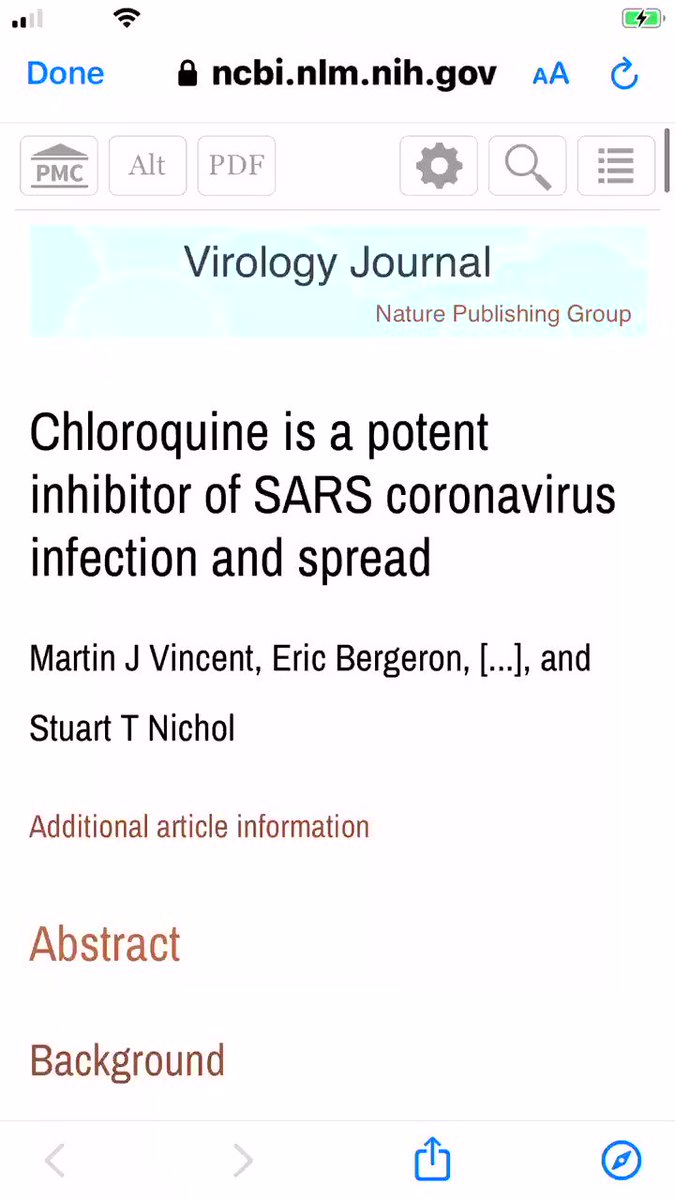 Done ncbi.nlm.nih.gov AA
PMC Alt PDF
Virology Journal
Nature Publishing Group
Chloroquine is a potent
inhibitor of SARS coronavirus
infection and spread
Martin J Vincent, Eric Bergeron, [...], and
Stuart T Nichol
Additional article information
Abstract
Background